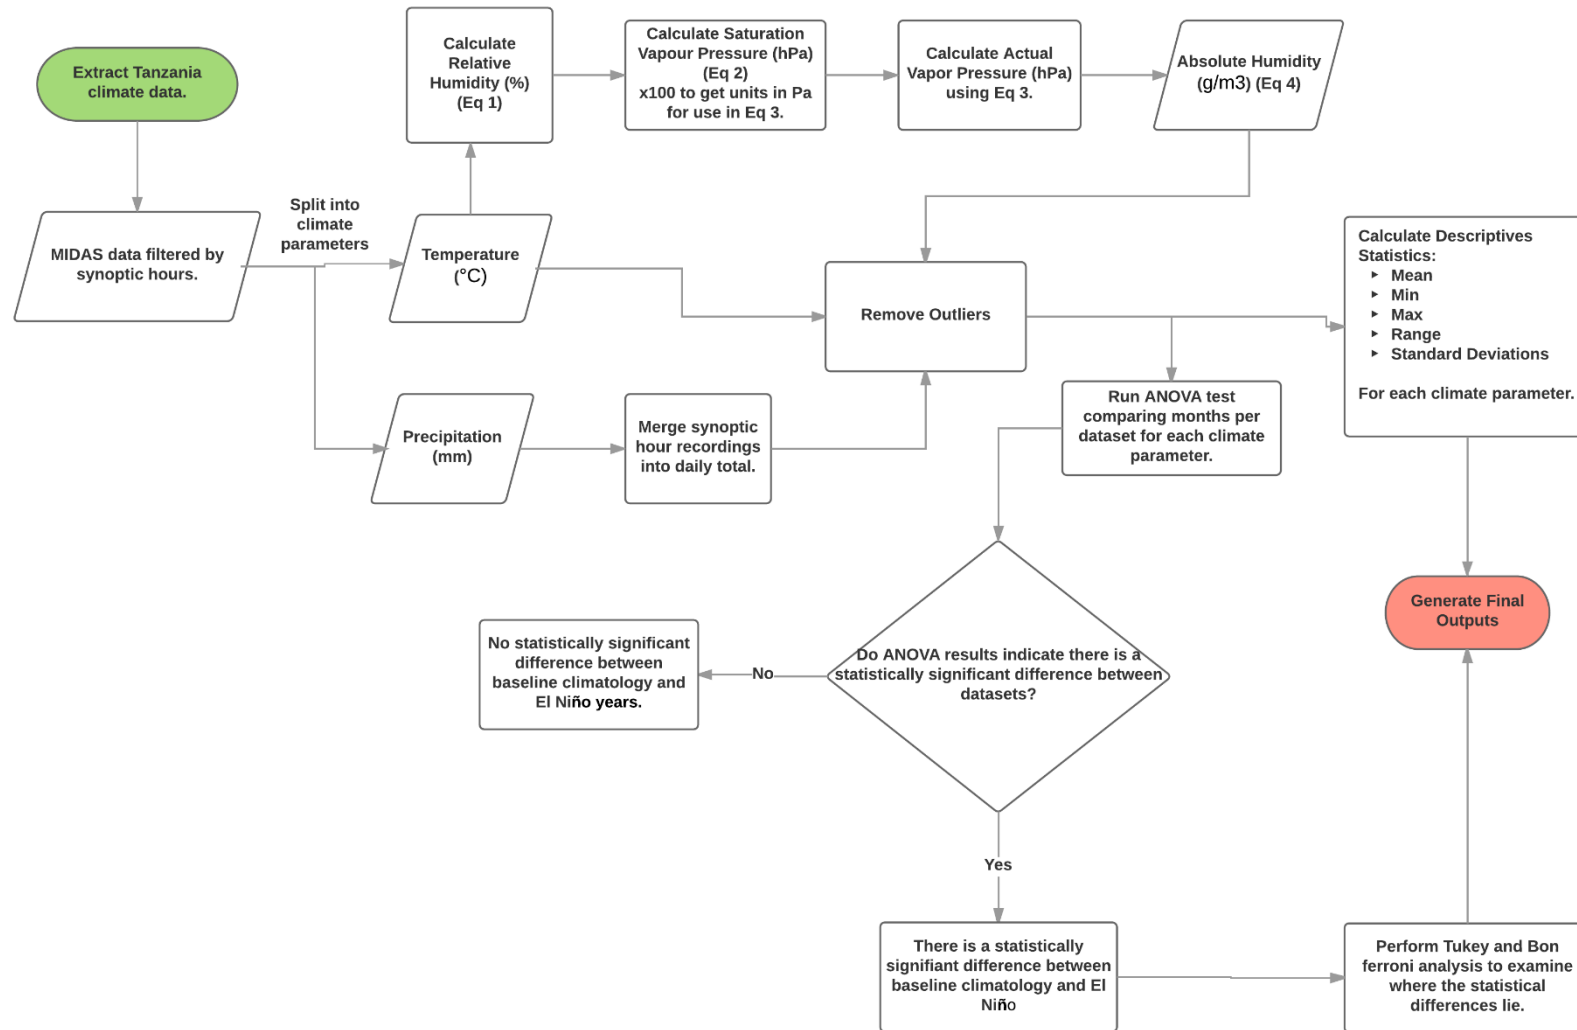 Extract Tanzania
climate data.
MIDAS data filtered by
synoptic hours.
Split into
climate
parameters
Calculate
Relative
Humidity (%)
(Eq 1)
Calculate Saturation
Vapour Pressure (hPa)
(Eq 2)
x100 to get units in Pa
for use in Eq 3.
Calculate Actual
Vapor Pressure (hPa)
using Eq 3.
Absolute Humidity
(g/m3) (Eq 4)
Temperature
(°C)
Precipitation
(mm)
Merge synoptic
hour recordings
into daily total.
Remove Outliers
Calculate Descriptives
Statistics:
‣ Mean
‣ Min
‣ Max
‣ Range
‣ Standard Deviations
For each climate parameter.
Run ANOVA test
comparing months per
dataset for each climate
parameter.
Do ANOVA results indicate there is a
statistically significant difference between
datasets?
No
No statistically significant
difference between
baseline climatology and
El Niño years.
Yes
There is a statistically
signifiant difference between
baseline climatology and El
Niño
Perform Tukey and Bon
ferroni analysis to examine
where the statistical
differences lie.
Generate Final
Outputs